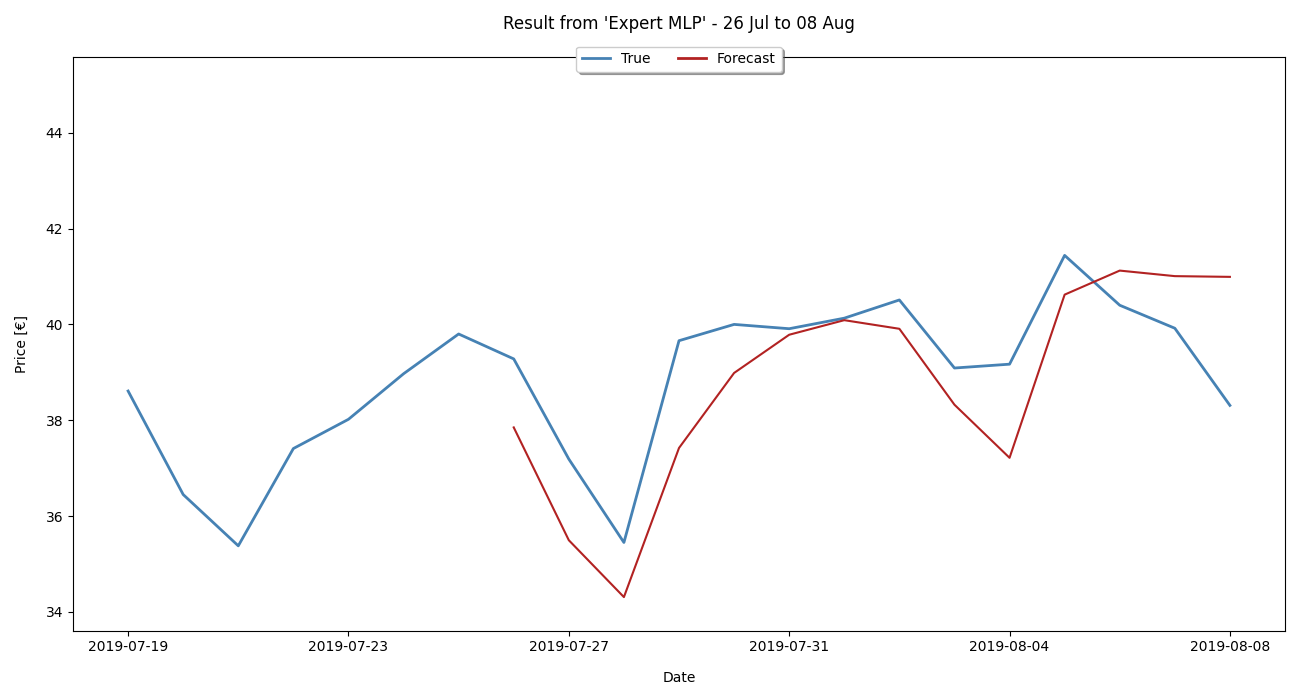 Result from 'Expert MLP' - 26 Jul to 08 Aug
True Forecast
44
42
40
38
36
34
Price [€]
2019-07-19 2019-07-23 2019-07-27 2019-07-31 2019-08-04 2019-08-08
Date